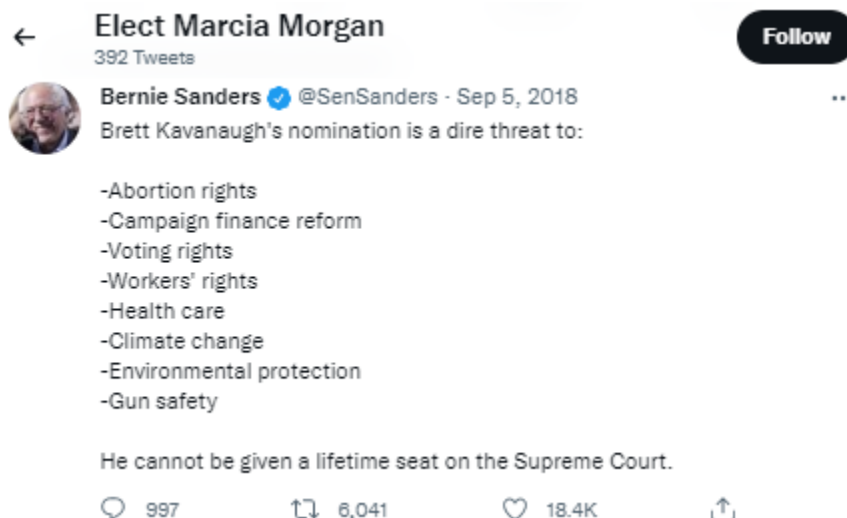 Elect Marcia Morgan
392 Tweets
Follow
Bernie Sanders @SenSanders · Sep 5, 2018
Brett Kavanaugh's nomination is a dire threat to:
-Abortion rights
-Campaign finance reform
-Voting rights
-Workers' rights
-Health care
-Climate change
-Environmental protection
-Gun safety
He cannot be given a lifetime seat on the Supreme Court.
997 6,041 18.4K